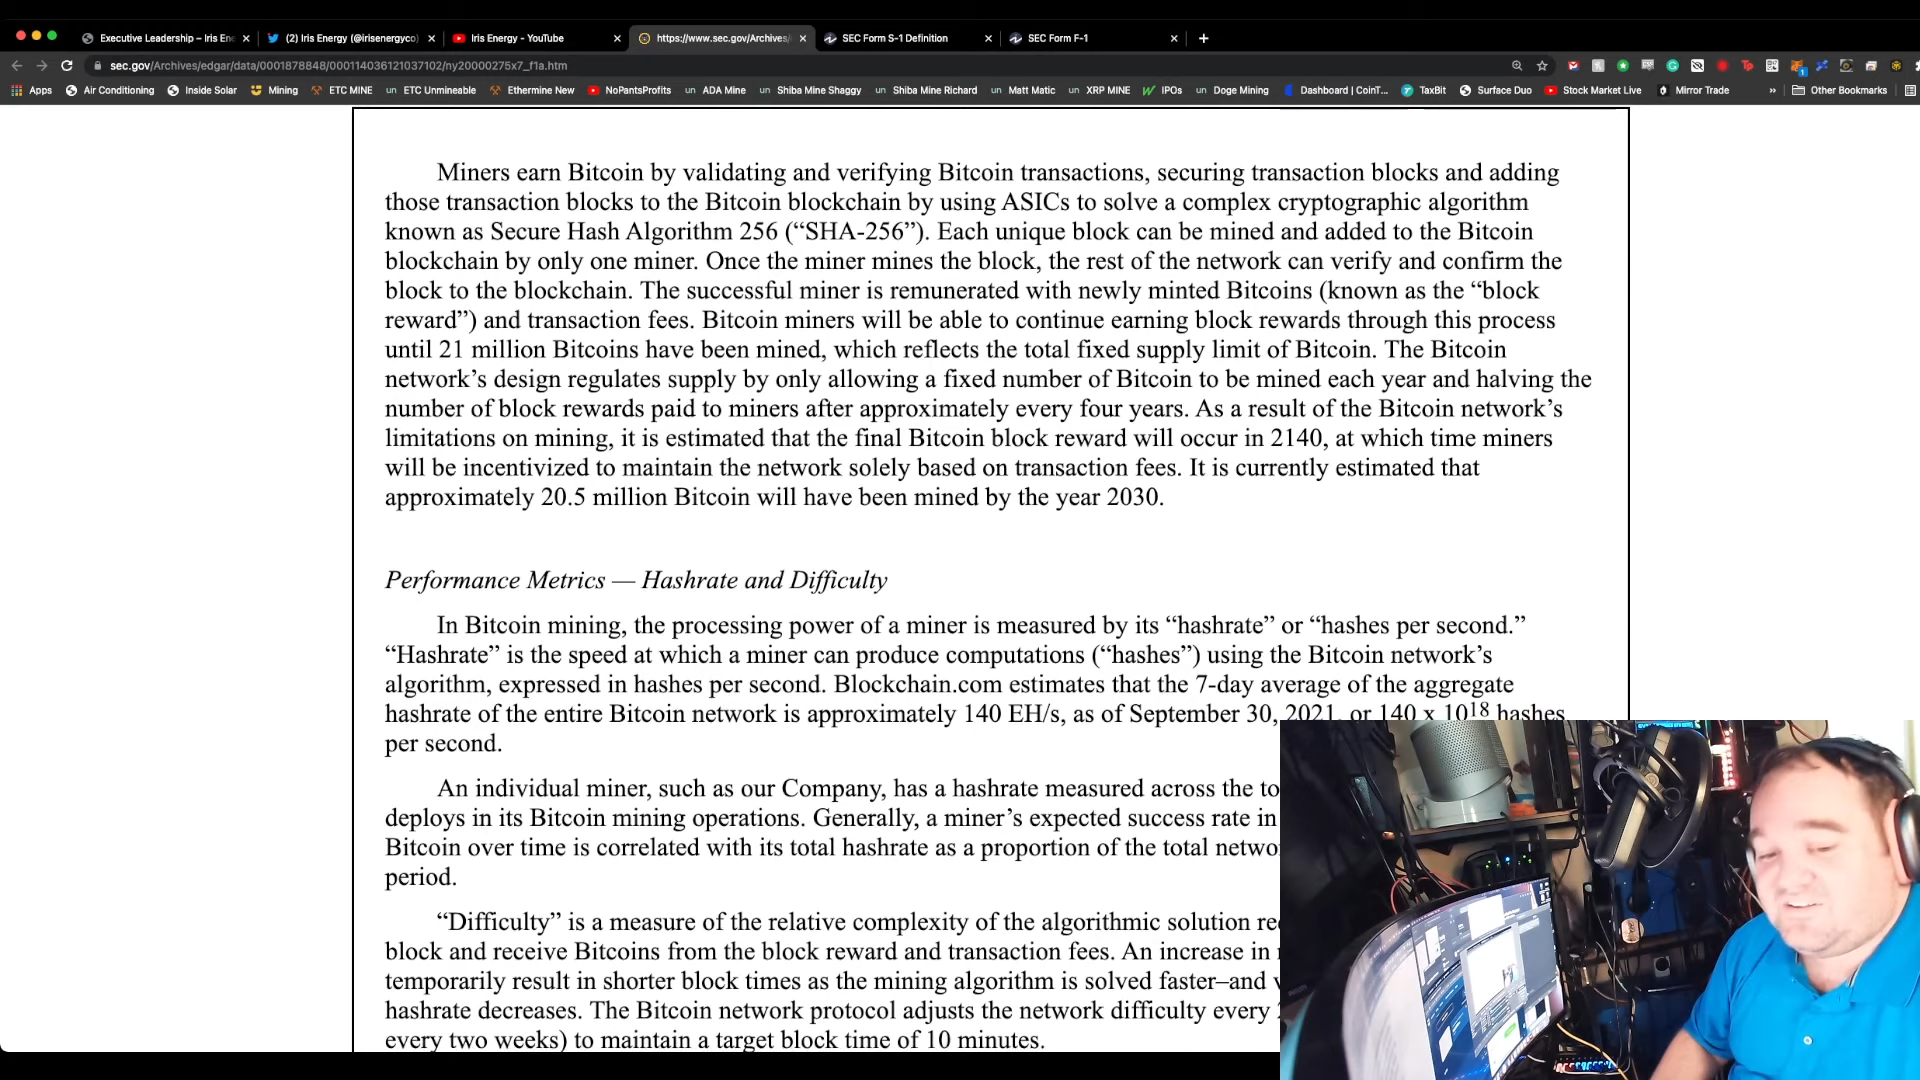 Executive Leadership – Iris En
(2) Iris Energy (@irisenergyco)
Iris Energy - YouTube
https://www.sec.gov/Archives/
SEC Form S-1 Definition
SEC Form F-1
sec.gov/Archives/edgar/data/0001878848/000114036121037102/ny20000275x7_f1a.htm
Apps
Air Conditioning
Inside Solar
Mining
ETC MINE
ETC Unmineable
Ethermine New
NoPantsProfits
ADA Mine
Shiba Mine Shaggy
Shiba Mine Richard
Matt Matic
XRP MINE
IPOs
Doge Mining
Dashboard | CoinT...
TaxBit
Surface Duo
Stock Market Live
Mirror Trade
»
Other Bookmarks
Miners earn Bitcoin by validating and verifying Bitcoin transactions, securing transaction blocks and adding
those transaction blocks to the Bitcoin blockchain by using ASICs to solve a complex cryptographic algorithm
known as Secure Hash Algorithm 256 (“SHA-256”). Each unique block can be mined and added to the Bitcoin
blockchain by only one miner. Once the miner mines the block, the rest of the network can verify and confirm the
block to the blockchain. The successful miner is remunerated with newly minted Bitcoins (known as the “block
reward”) and transaction fees. Bitcoin miners will be able to continue earning block rewards through this process
until 21 million Bitcoins have been mined, which reflects the total fixed supply limit of Bitcoin. The Bitcoin
network’s design regulates supply by only allowing a fixed number of Bitcoin to be mined each year and halving the
number of block rewards paid to miners after approximately every four years. As a result of the Bitcoin network’s
limitations on mining, it is estimated that the final Bitcoin block reward will occur in 2140, at which time miners
will be incentivized to maintain the network solely based on transaction fees. It is currently estimated that
approximately 20.5 million Bitcoin will have been mined by the year 2030.
Performance Metrics — Hashrate and Difficulty
In Bitcoin mining, the processing power of a miner is measured by its “hashrate” or “hashes per second.”
“Hashrate” is the speed at which a miner can produce computations (“hashes”) using the Bitcoin network’s
algorithm, expressed in hashes per second. Blockchain.com estimates that the 7-day average of the aggregate
hashrate of the entire Bitcoin network is approximately 140 EH/s, as of September 30, 2021, or 140 x 10¹⁸ hashes
per second.
An individual miner, such as our Company, has a hashrate measured across the to
deploys in its Bitcoin mining operations. Generally, a miner’s expected success rate in
Bitcoin over time is correlated with its total hashrate as a proportion of the total netwo
period.
“Difficulty” is a measure of the relative complexity of the algorithmic solution re
block and receive Bitcoins from the block reward and transaction fees. An increase in
temporarily result in shorter block times as the mining algorithm is solved faster–and
hashrate decreases. The Bitcoin network protocol adjusts the network difficulty every
every two weeks) to maintain a target block time of 10 minutes.